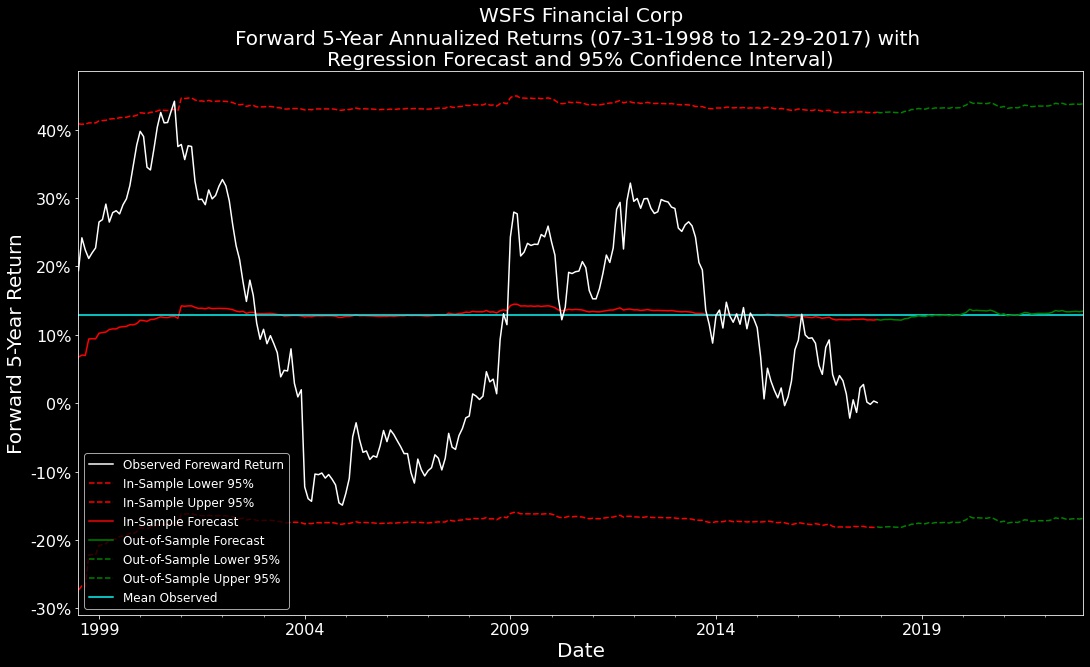 WSFS Financial Corp
Forward 5-Year Annualized Returns (07-31-1998 to 12-29-2017) with
Regression Forecast and 95% Confidence Interval)
Forward 5-Year Return
40%
30%
20%
10%
0%
-10%
-20%
-30%
Observed Foreward Return
In-Sample Lower 95%
In-Sample Upper 95%
In-Sample Forecast
Out-of-Sample Forecast
Out-of-Sample Lower 95%
Out-of-Sample Upper 95%
Mean Observed
1999
2004
2009
2014
2019
Date